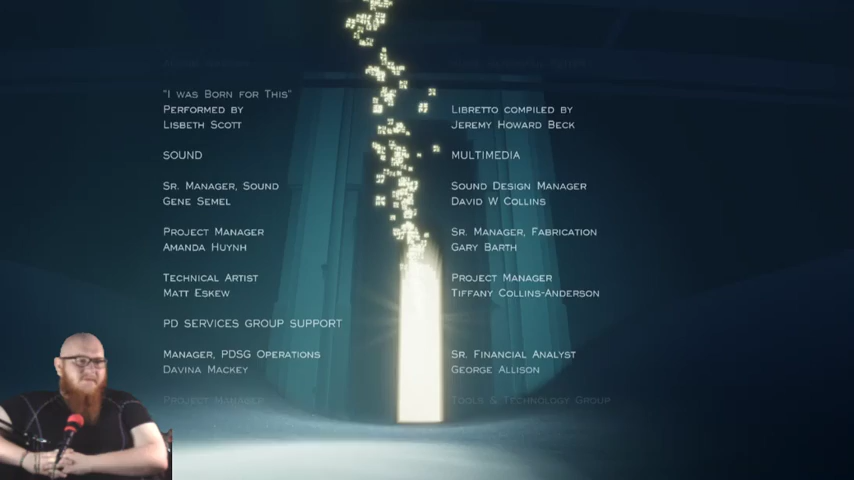 "I was Born for This"
Performed by
Lisbeth Scott
SOUND
Sr. Manager, Sound
Gene Semel
Project Manager
Amanda Huynh
Technical Artist
Matt Eskew
PD SERVICES GROUP SUPPORT
Manager, PDSG Operations
Davina Mackey
Project Manager
Libretto compiled by
Jeremy Howard Beck
MULTIMEDIA
Sound Design Manager
David W Collins
Sr. Manager, Fabrication
Gary Barth
Project Manager
Tiffany Collins-Anderson
Sr. Financial Analyst
George Allison
Tools & Technology Group